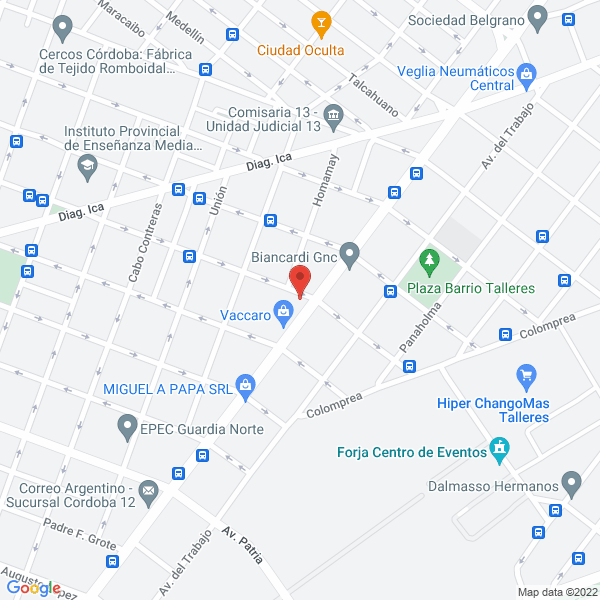 Maracaibo
Medellín
Sociedad Belgrano
Cercos Córdoba: Fábrica
de Tejido Romboidal...
Ciudad Oculta
Talcahuano
Veglia Neumáticos
Central
Comisaria 13 -
Unidad Judicial 13
Av. del Trabajo
Instituto Provincial
de Enseñanza Media...
Diag. Ica
Homamay
Unión
Diag. Ica
Cabo Contreras
Biancardi Gnc
Plaza Barrio Talleres
Vaccaro
Panaholma
Colomprea
MIGUEL A PAPA SRL
Colomprea
Hiper ChangoMas
Talleres
EPEC Guardia Norte
Forja Centro de Eventos
Correo Argentino -
Sucursal Cordoba 12
Dalmasso Hermanos
Padre F. Grote
Av. Patria
Av. del Trabajo
Google
Map data ©2022